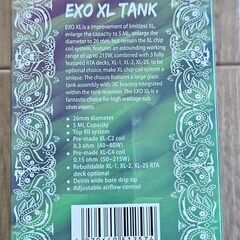 EXO XL TANK
EXO XL is a improvement of limitless XL,
enlarge the capacity to 5 ML, enlarge the
diameter to 26 mm, but remain the XL chip
coil system, features an astounding working range
of up to 215W, combined with 3 fully
featured RTA decks, XL-1, XL-2, XL-25, to be
optional choice, make XL chip coil system a
unique. The chassis features a large glass
tank assembly with 'XL' bracing integrated
within the tank reservoir. The EXO XL is a
fantastic choice for high wattage sub
ohm vapers.
• 26mm diameter
• 5 ML Capacity
• Top fill system
• Pre-made XL-C2 coil
0.3 ohm (40~80W)
• Pre-made XL-C4 coil
0.15 ohm (50~215W)
• Rebuildable XL-1, XL-2, XL-25 RTA
deck optional
• Delrin wide bore drip tip
• Adjustable airflow control